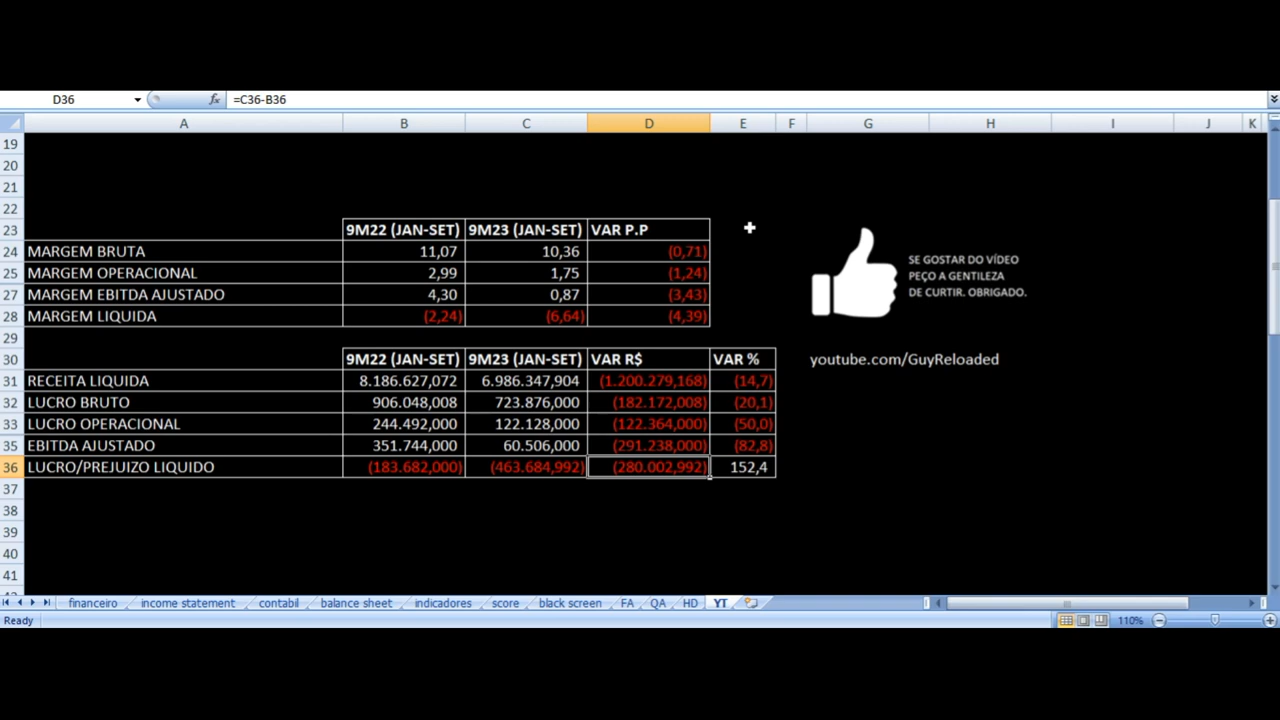 D36 fx =C36-B36
A B C D E F G H I J K
19
20
21
22
23 9M22 (JAN-SET) 9M23 (JAN-SET) VAR P.P
24 MARGEM BRUTA 11,07 10,36 (0,71)
25 MARGEM OPERACIONAL 2,99 1,75 (1,24)
27 MARGEM EBITDA AJUSTADO 4,30 0,87 (3,43)
28 MARGEM LIQUIDA (2,24) (6,64) (4,39)
SE GOSTAR DO VÍDEO
PEÇO A GENTILEZA
DE CURTIR. OBRIGADO.
29
30 9M22 (JAN-SET) 9M23 (JAN-SET) VAR R$ VAR % youtube.com/GuyReloaded
31 RECEITA LIQUIDA 8.186.627,072 6.986.347,904 (1.200.279,168) (14,7)
32 LUCRO BRUTO 906.048,008 723.876,000 (182.172,008) (20,1)
33 LUCRO OPERACIONAL 244.492,000 122.128,000 (122.364,000) (50,0)
35 EBITDA AJUSTADO 351.744,000 60.506,000 (291.238,000) (82,8)
36 LUCRO/PREJUIZO LIQUIDO (183.682,000) (463.684,992) (280.002,992) 152,4
37
38
39
40
41
financeiro income statement contabil balance sheet indicadores score black screen FA QA HD YT
Ready 110%